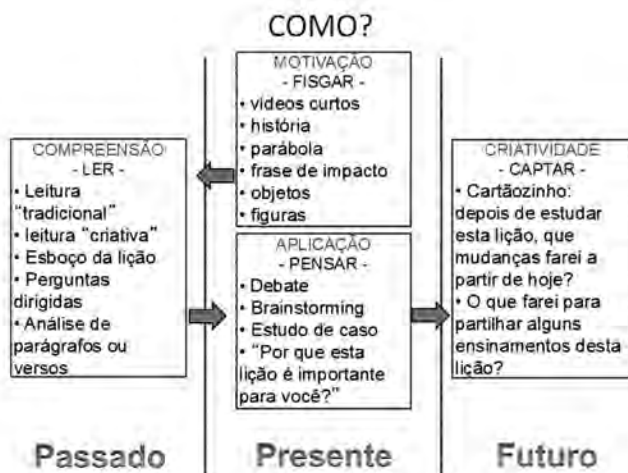 COMO?
MOTIVAÇÃO
- FISGAR -
• vídeos curtos
• história
• parábola
• frase de impacto
• objetos
• figuras
COMPREENSÃO
- LER -
• Leitura
“tradicional”
• leitura “criativa”
• Esboço da lição
• Perguntas
dirigidas
• Análise de
parágrafos ou
versos
APLICAÇÃO
- PENSAR -
• Debate
• Brainstorming
• Estudo de caso
• “Por que esta
lição é importante
para você?”
CRIATIVIDADE
- CAPTAR -
• Cartãozinho:
depois de estudar
esta lição, que
mudanças farei a
partir de hoje?
• O que farei para
partilhar alguns
ensinamentos desta
lição?
Passado
Presente
Futuro